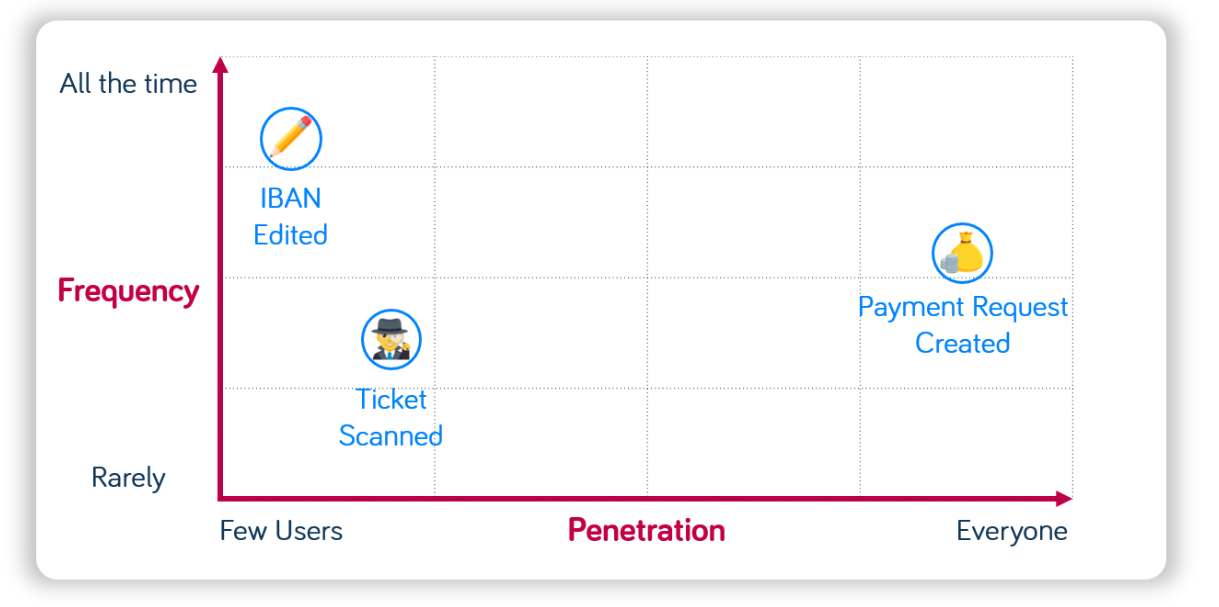 All the time
IBAN
Edited
Frequency
Payment Request
Created
Ticket
Scanned
Rarely
Few Users
Penetration
Everyone